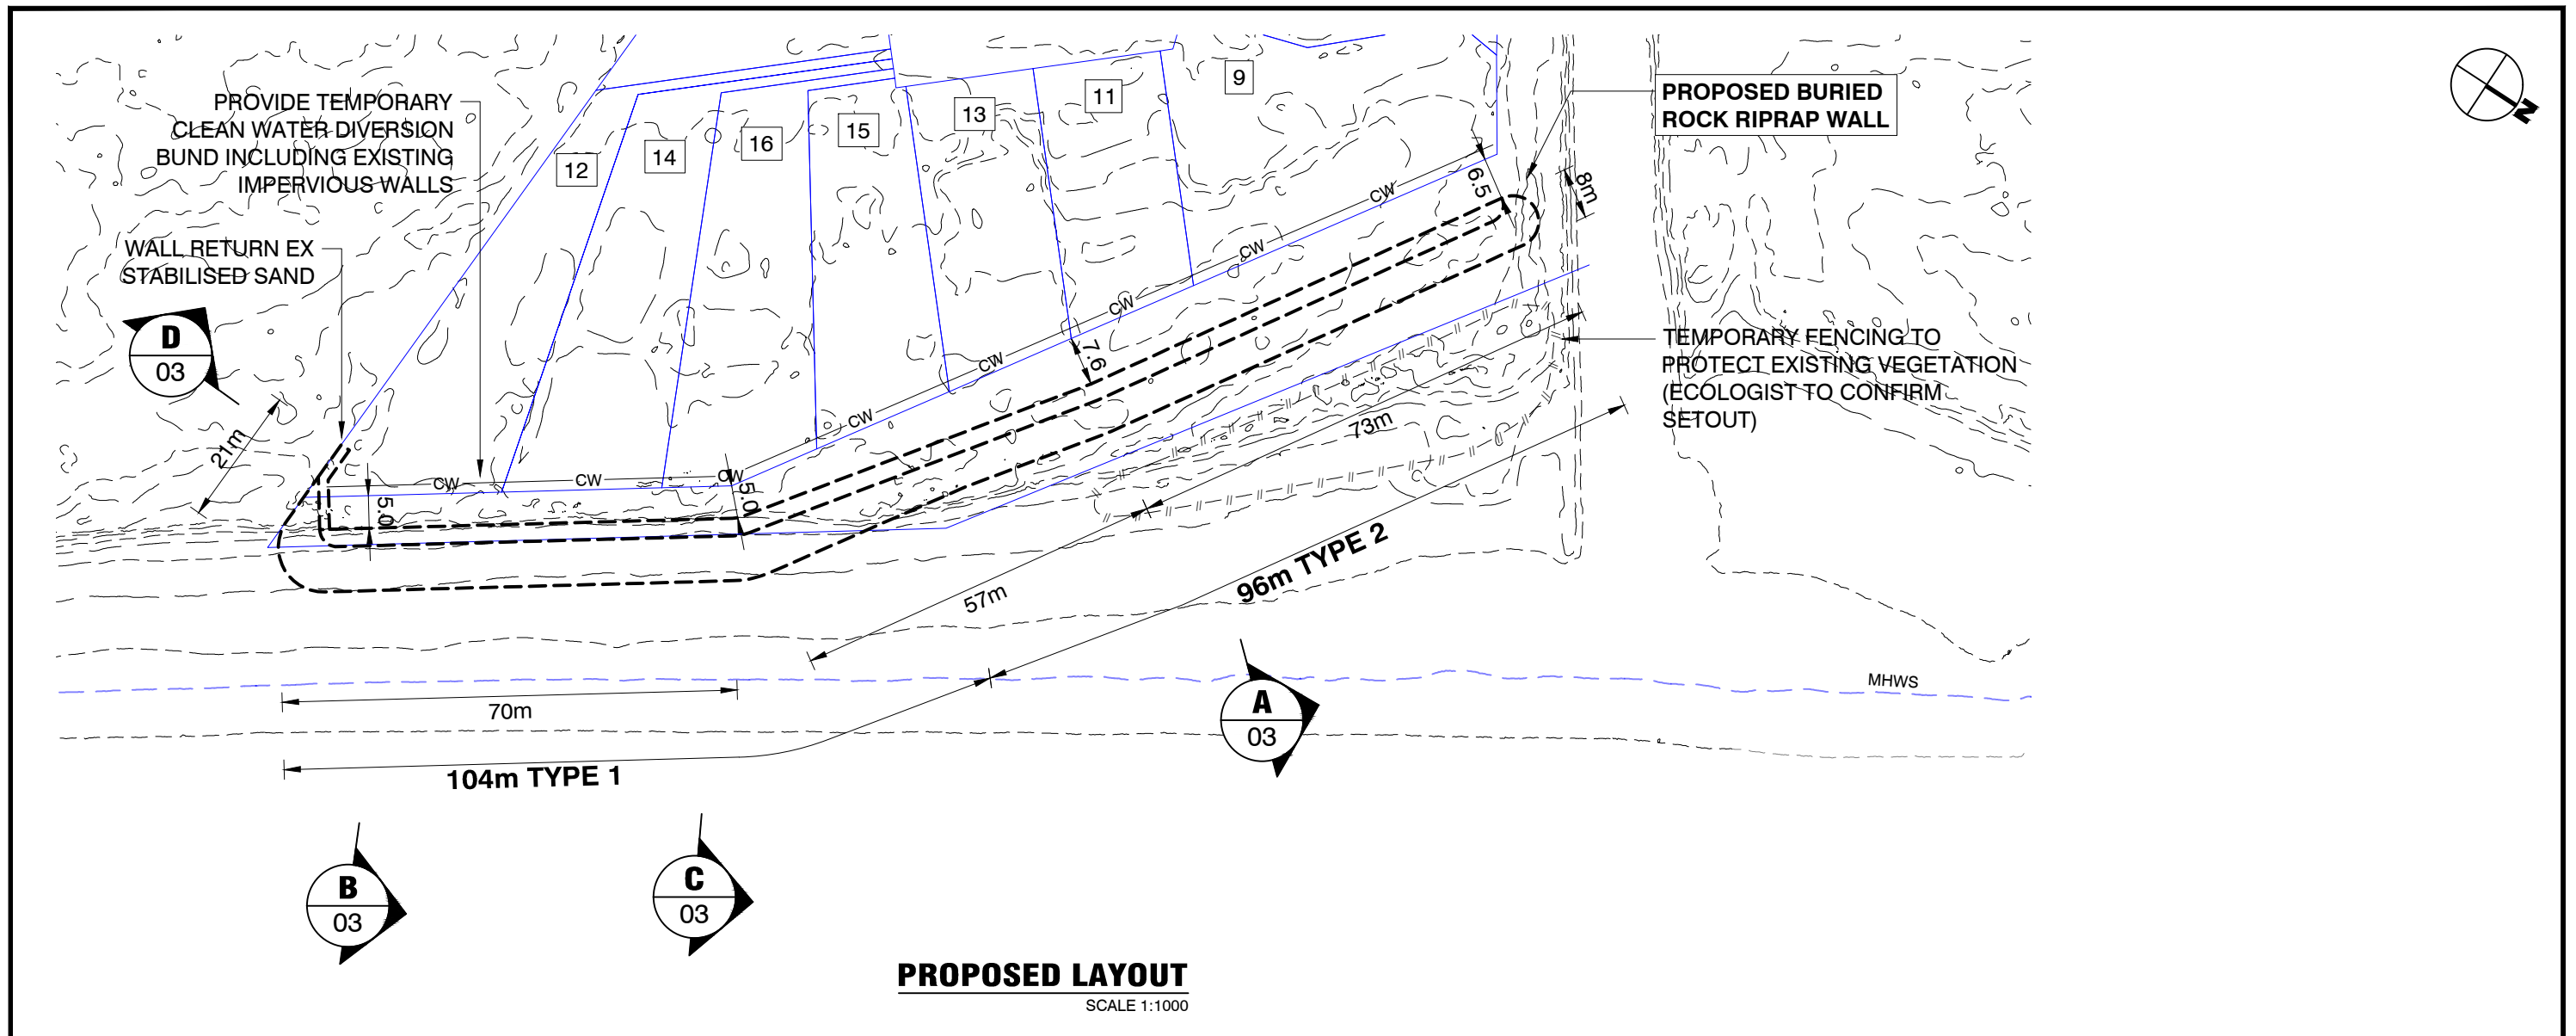 PROVIDE TEMPORARY
CLEAN WATER DIVERSION
BUND INCLUDING EXISTING
IMPERVIOUS WALLS
WALL RETURN EX
STABILISED SAND
D
03
21m
12
14
16
15
13
11
9
PROPOSED BURIED
ROCK RIPRAP WALL
N
6.5
8m
CW
CW
CW
CW
CW
CW
CW
CW
7.6
5.0
5.0
TEMPORARY FENCING TO
PROTECT EXISTING VEGETATION
(ECOLOGIST TO CONFIRM
SETOUT)
73m
96m TYPE 2
57m
MHWS
70m
104m TYPE 1
A
03
B
03
C
03
PROPOSED LAYOUT
SCALE 1:1000